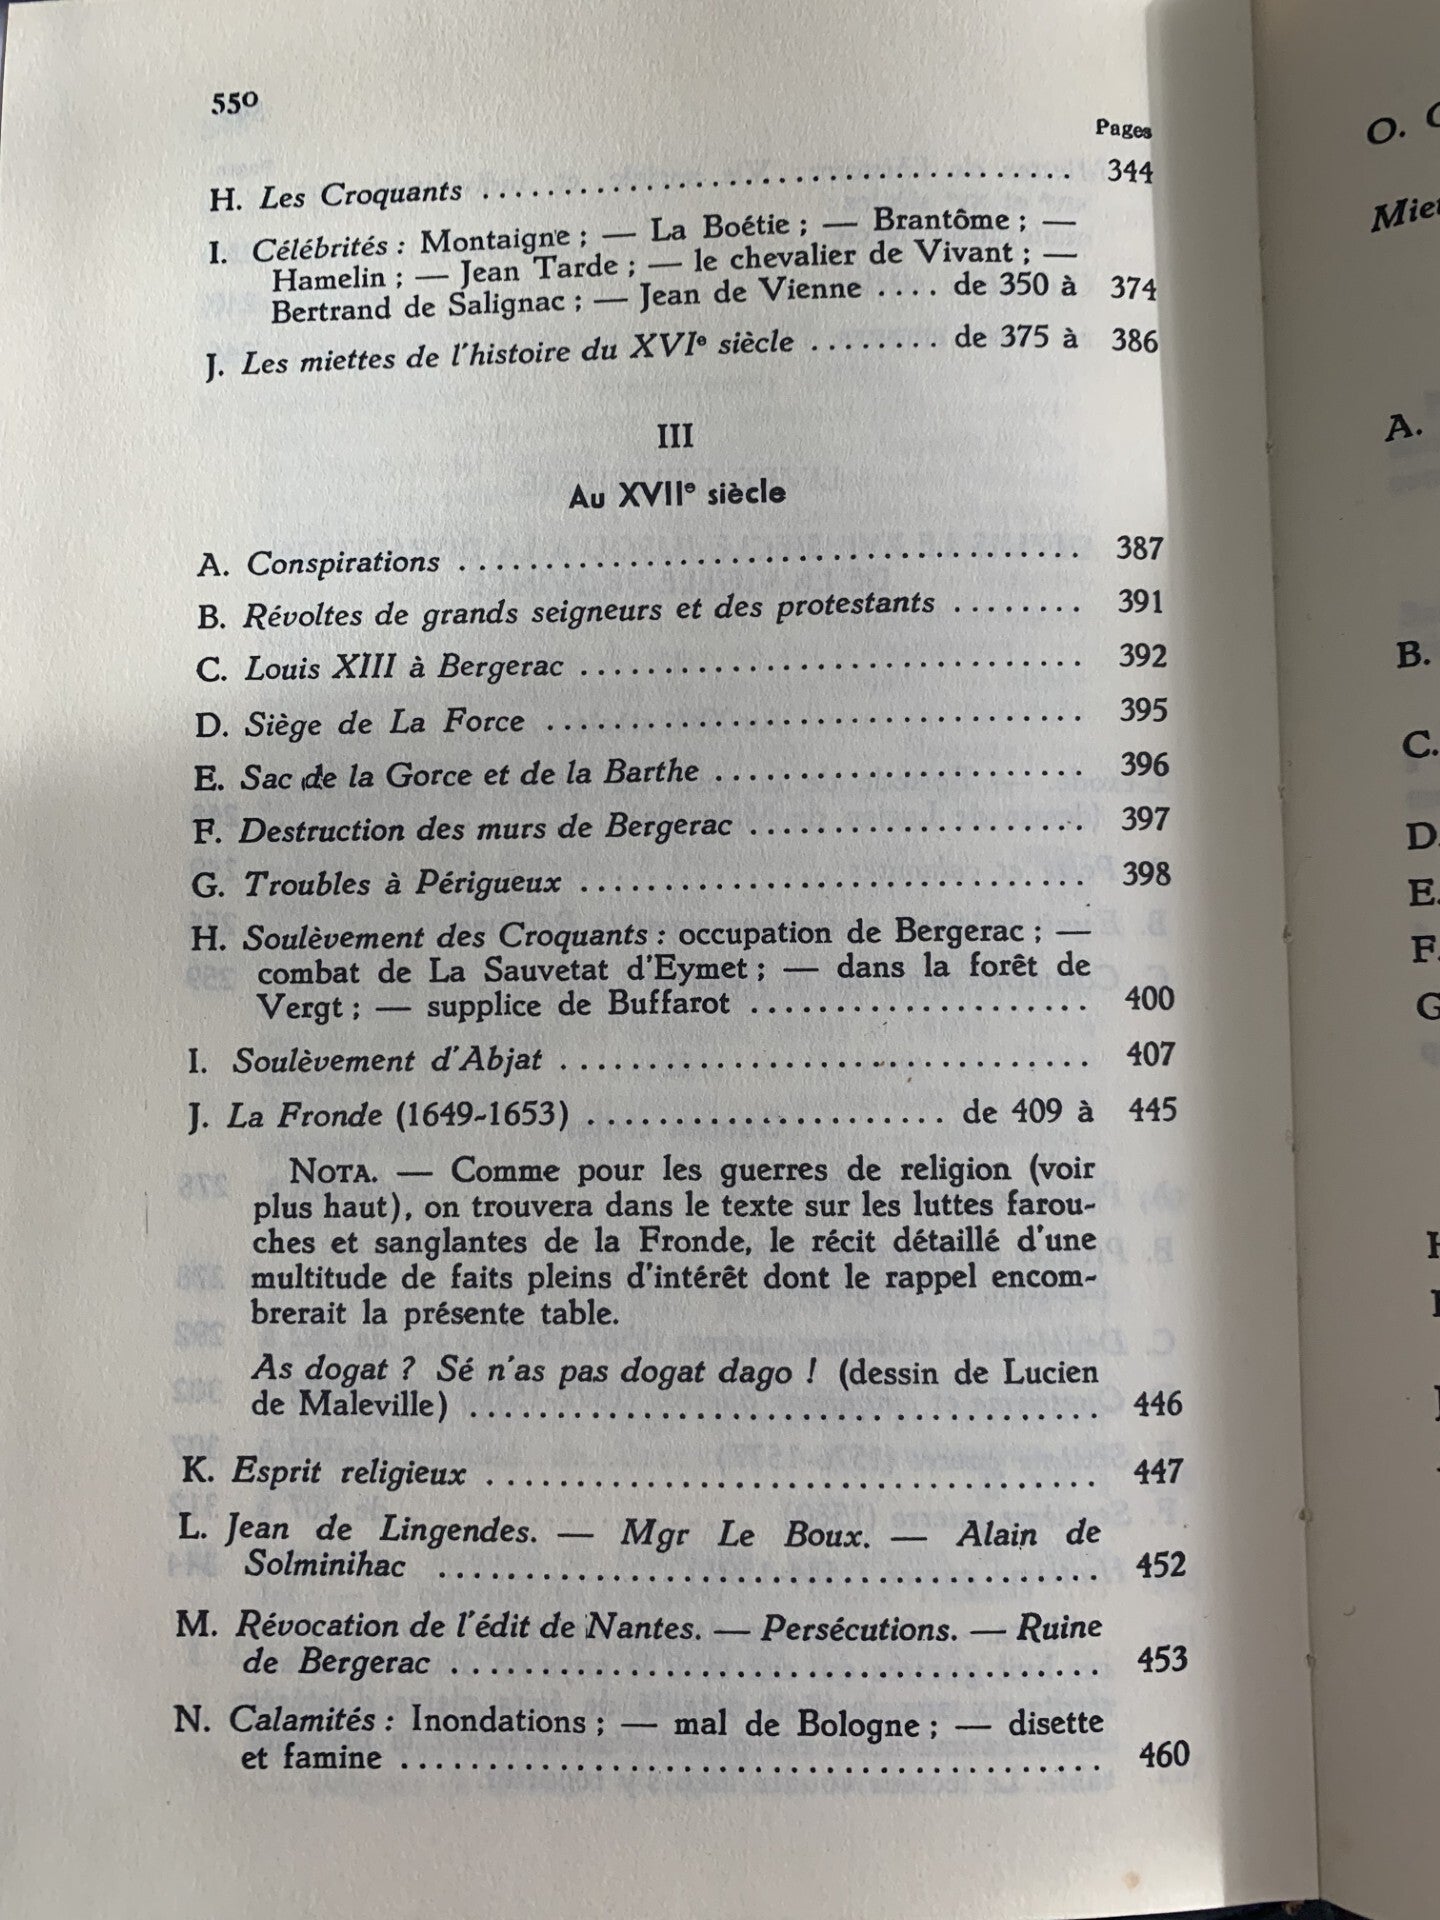 550
Pages
H. Les Croquants ........................................ 344
I. Célébrités : Montaigne ; — La Boétie ; — Brantôme ; —
Hamelin ; — Jean Tarde ; — le chevalier de Vivant ; —
Bertrand de Salignac ; — Jean de Vienne .... de 350 à 374
J. Les miettes de l'histoire du XVIe siècle ........ de 375 à 386
III
Au XVIIe siècle
A. Conspirations ........................................ 387
B. Révoltes de grands seigneurs et des protestants ........ 391
C. Louis XIII à Bergerac ................................ 392
D. Siège de La Force .................................... 395
E. Sac de la Gorce et de la Barthe ........................ 396
F. Destruction des murs de Bergerac ...................... 397
G. Troubles à Périgueux ................................ 398
H. Soulèvement des Croquants : occupation de Bergerac ; —
combat de La Sauvetat d'Eymet ; — dans la forêt de
Vergt ; — supplice de Buffarot ...................... 400
I. Soulèvement d'Abjat .................................. 407
J. La Fronde (1649-1653) ...................... de 409 à 445
NOTA. — Comme pour les guerres de religion (voir
plus haut), on trouvera dans le texte sur les luttes farou-
ches et sanglantes de la Fronde, le récit détaillé d'une
multitude de faits pleins d'intérêt dont le rappel encom-
brerait la présente table.
As dogat ? Sé n'as pas dogat dago ! (dessin de Lucien
de Maleville) ........................................ 446
K. Esprit religieux ...................................... 447
L. Jean de Lingendes. — Mgr Le Boux. — Alain de
Solminihac .......................................... 452
M. Révocation de l'édit de Nantes. — Persécutions. — Ruine
de Bergerac ........................................ 453
N. Calamités : Inondations ; — mal de Bologne ; — disette
et famine .......................................... 460
O.
A.
B.
C.
D.
E.
F.
G